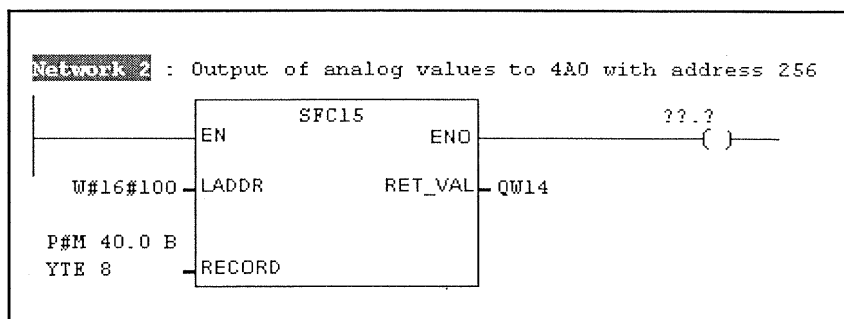 Network 2 : Output of analog values to 4AO with address 256
SFC15
??.?
EN
ENO
( )
W#16#100
LADDR
RET_VAL
QW14
P#M 40.0 B
YTE 8
RECORD